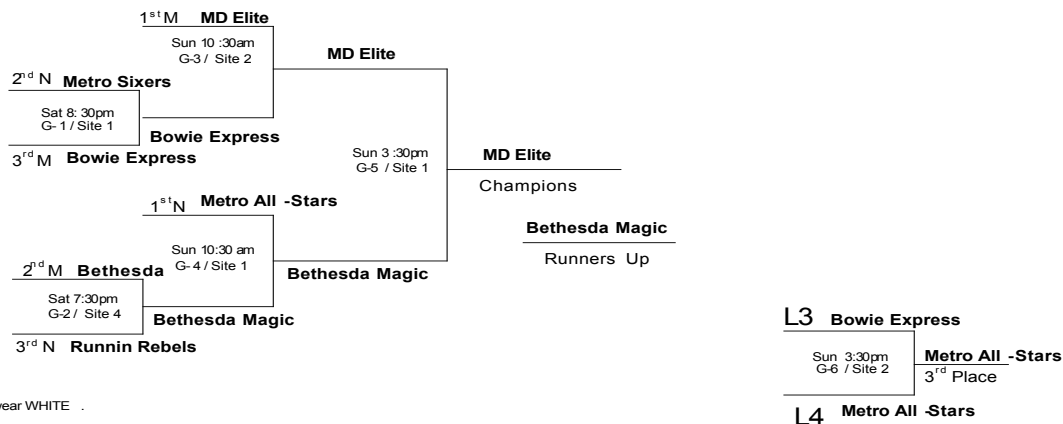 1st M MD Elite
Sun 10 :30am
G-3 / Site 2
MD Elite
2nd N Metro Sixers
Sat 8: 30pm
G- 1 / Site 1
Bowie Express
3rd M Bowie Express
Sun 3 :30pm
G-5 / Site 1
MD Elite
Champions
1st N Metro All -Stars
Bethesda Magic
Runners Up
Sun 10:30 am
G- 4 / Site 1
2nd M Bethesda
Bethesda Magic
Sat 7:30pm
G-2 / Site 4
Bethesda Magic
3rd N Runnin Rebels
L3 Bowie Express
Sun 3:30pm
G-6 / Site 2
Metro All -Stars
3rd Place
L4 Metro All -Stars
WHITE .